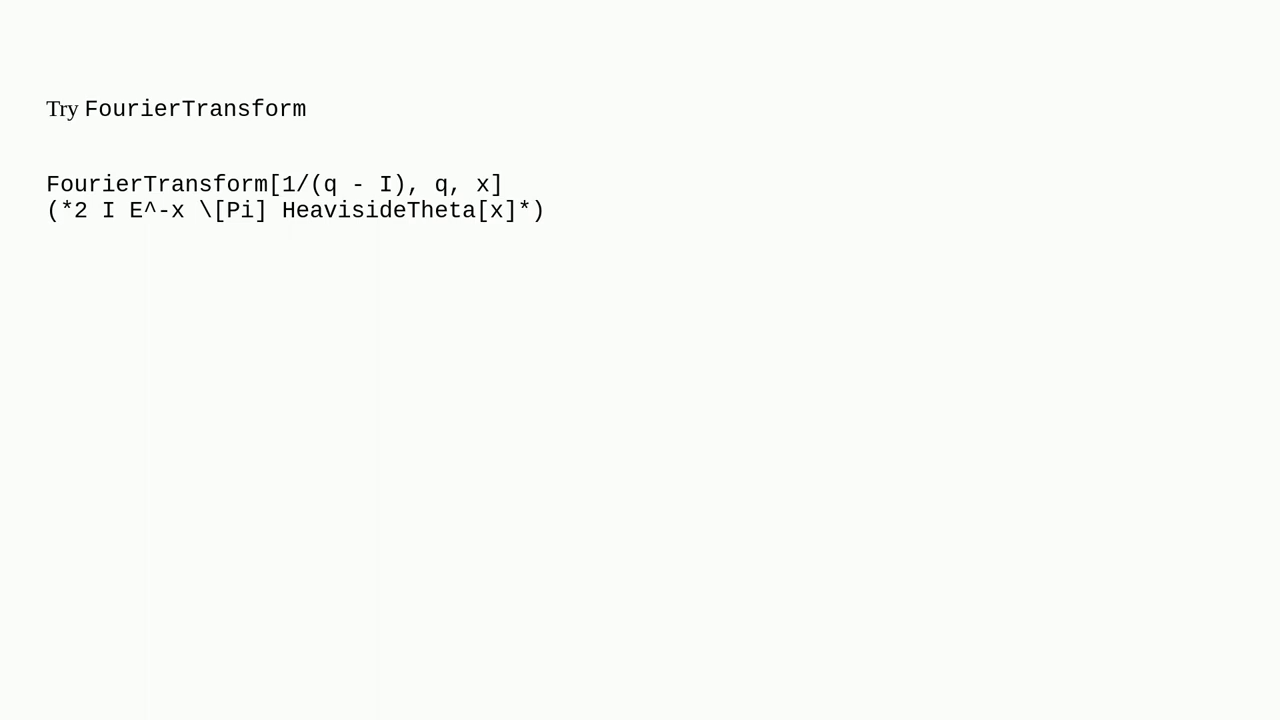 Try FourierTransform
FourierTransform[1/(q - I), q, x]
(*2 I E^-x \[Pi] HeavisideTheta[x]*)